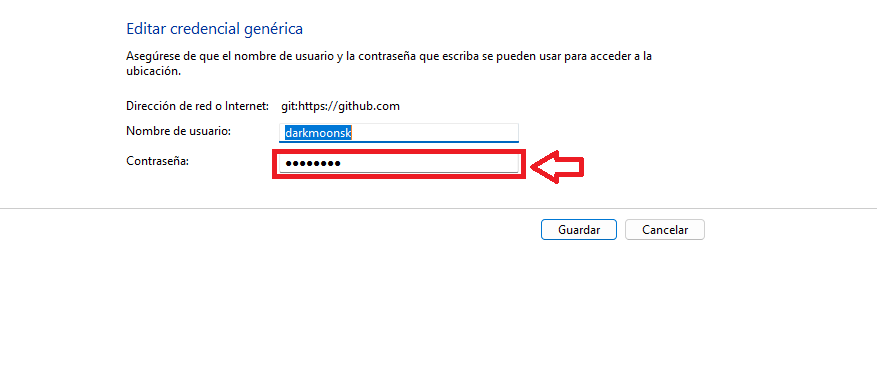 Editar credencial genérica
Asegúrese de que el nombre de usuario y la contraseña que escriba se pueden usar para acceder a la
ubicación.
Dirección de red o Internet: git:https://github.com
Nombre de usuario: darkmoonsk
Contraseña: ●●●●●●●●
Guardar Cancelar